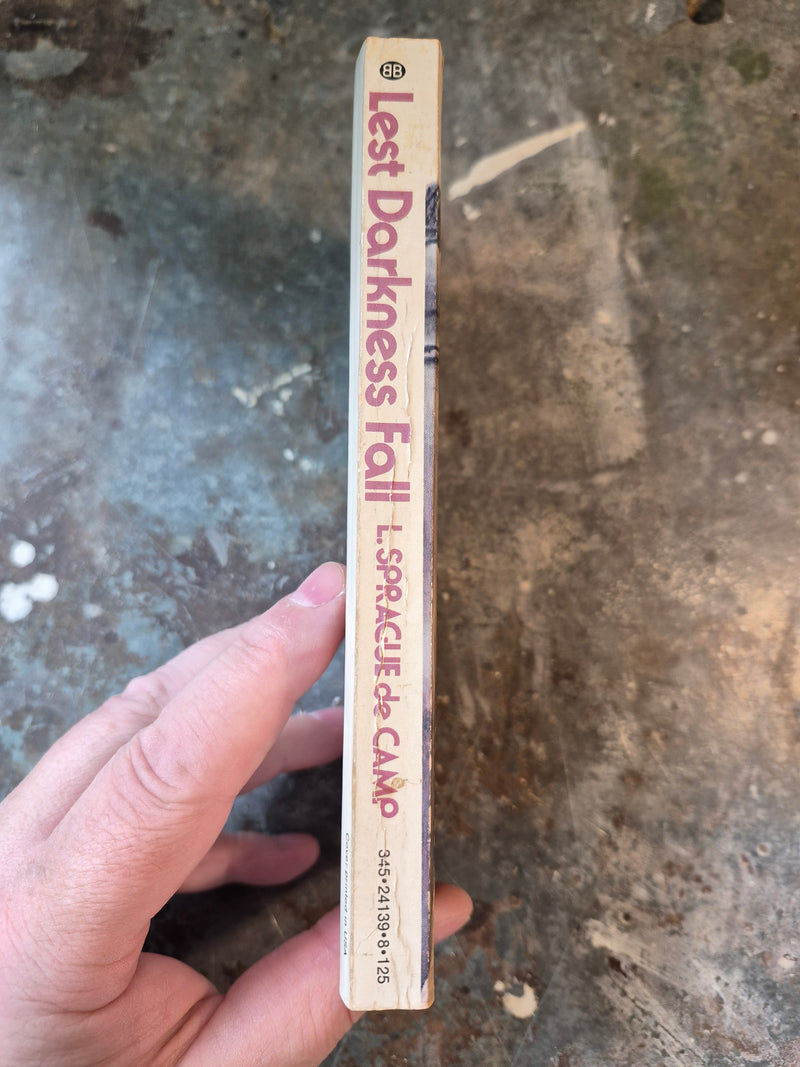 BB
Lest Darkness Fall
L. SPRAGUE de CAMP
345•24139•8•125
Cover printed in USA